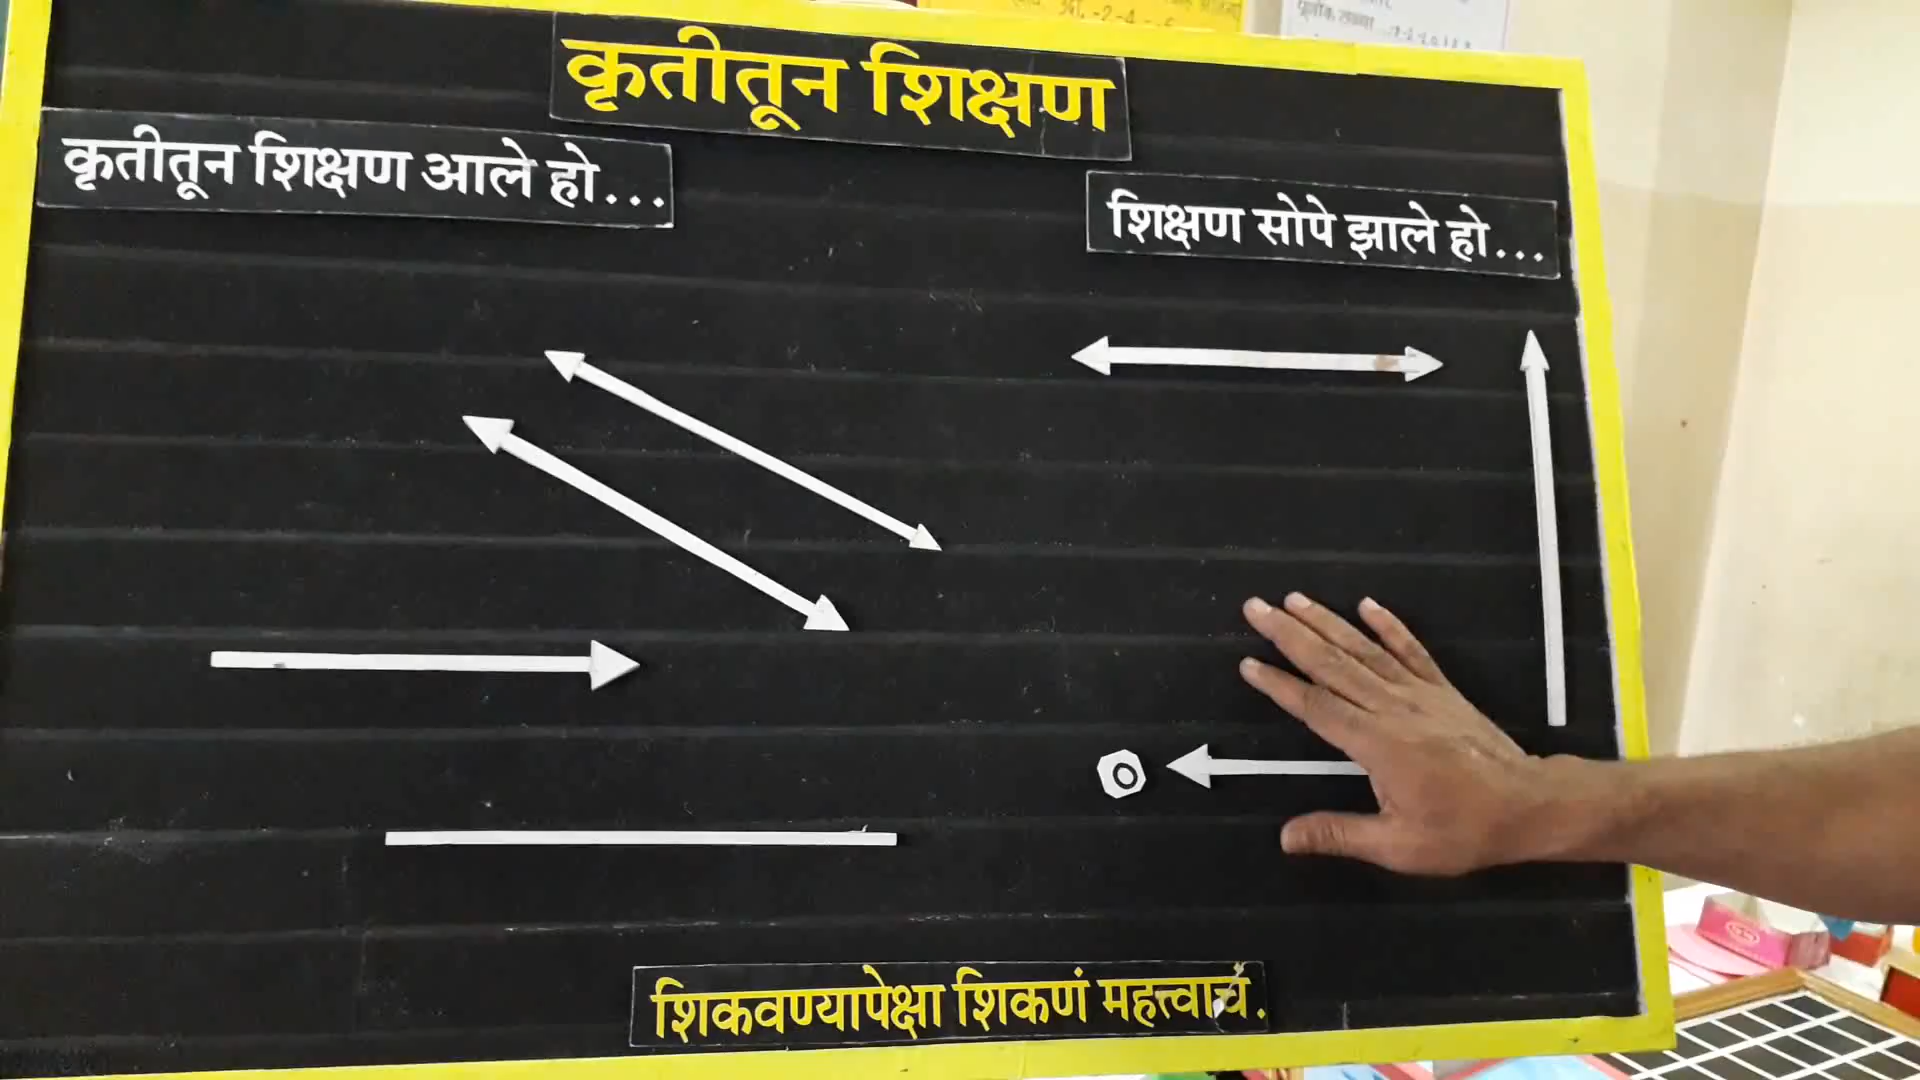 कृतीतून शिक्षण
कृतीतून शिक्षण आले हो...
शिक्षण सोपे झाले हो...
शिकवण्यापेक्षा शिकणं महत्त्वाचं.